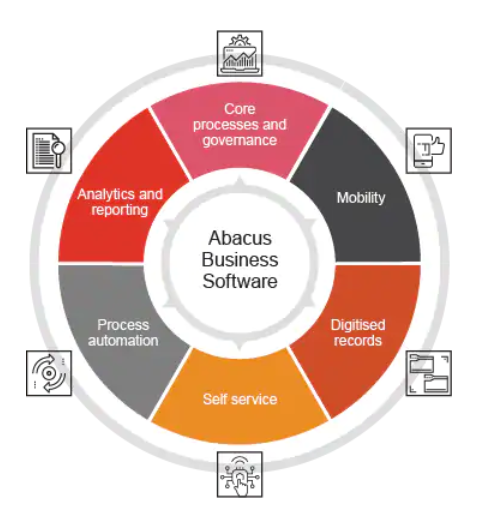 Core
processes and
governance
Analytics and
reporting
Mobility
Abacus
Business
Software
Process
automation
Digitised
records
Self service